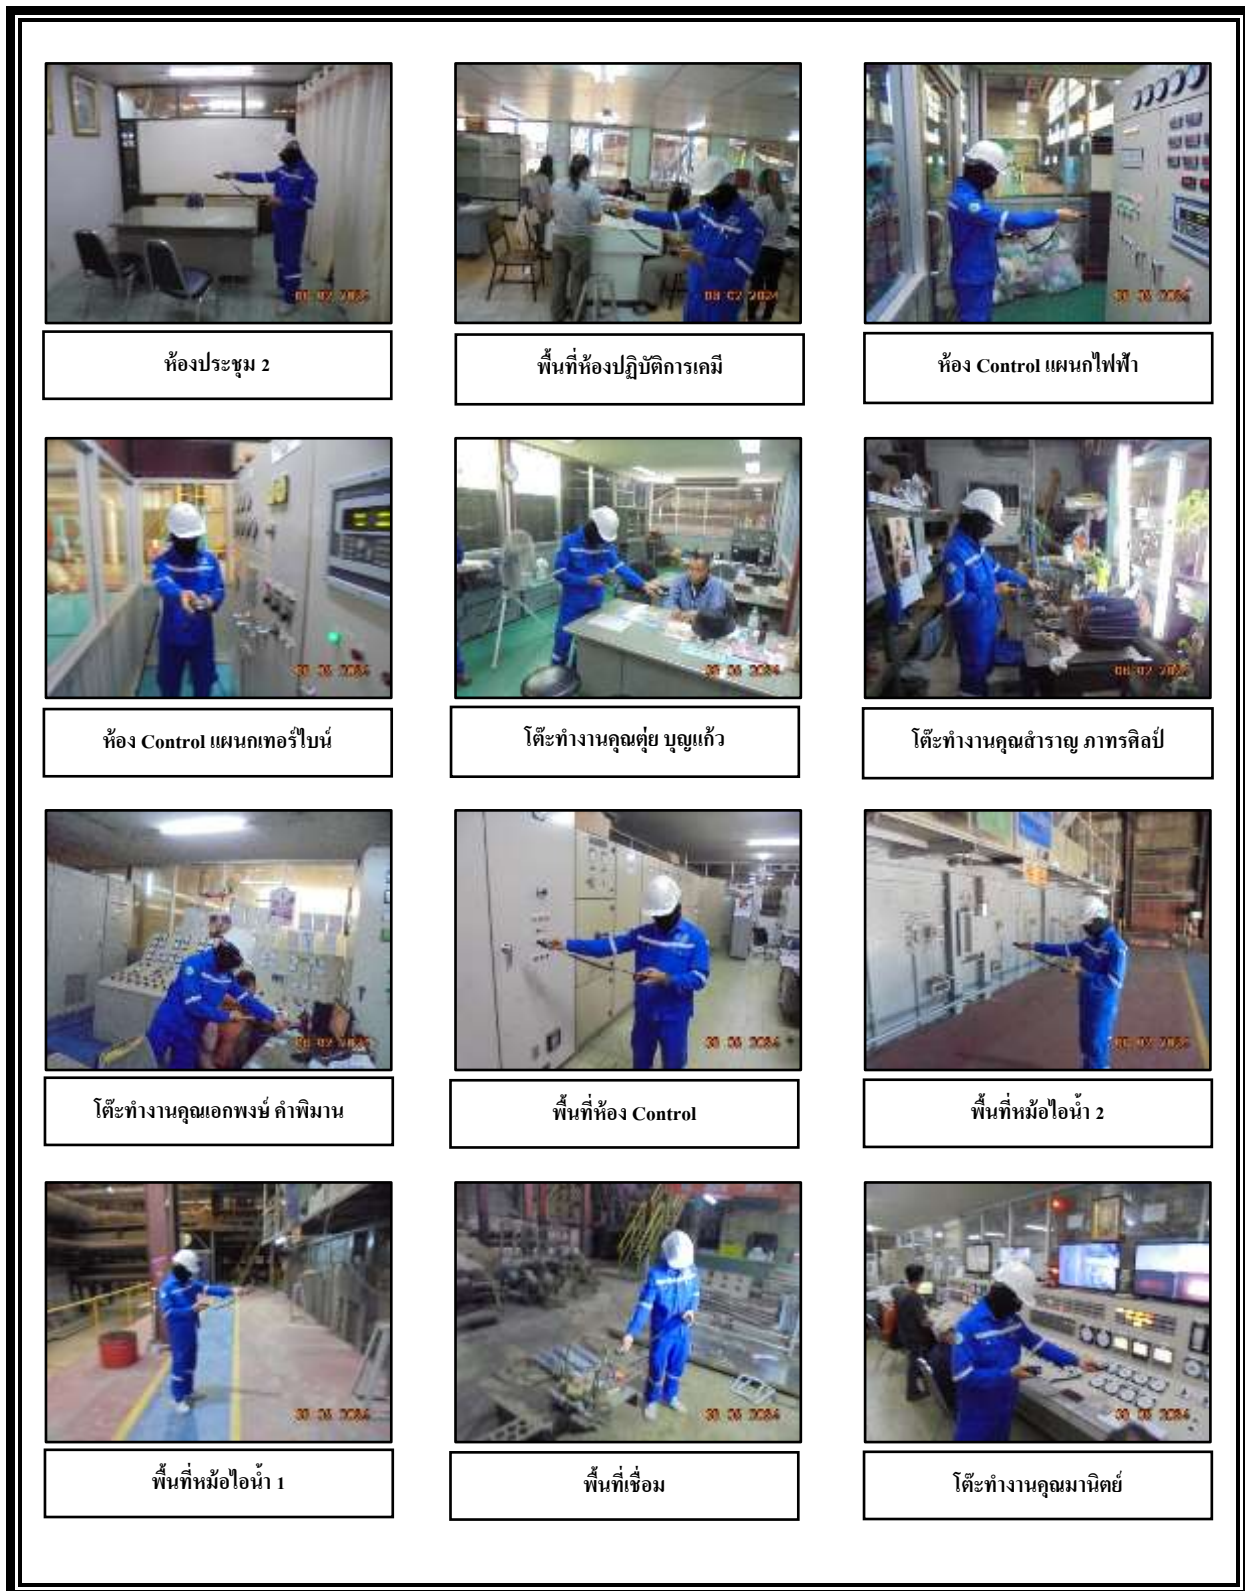 ห้องประชุม 2
พื้นที่ห้องปฏิบัติการเคมี
ห้อง Control แผนกไฟฟ้า
ห้อง Control แผนกเทอร์ไบน์
โต๊ะทำงานคุณตุ่ย บุญแก้ว
โต๊ะทำงานคุณสำราญ ภาทรศิลป์
โต๊ะทำงานคุณเอกพงษ์ คำพิมาน
พื้นที่ห้อง Control
พื้นที่หม้อไอน้ำ 2
พื้นที่หม้อไอน้ำ 1
พื้นที่เชื่อม
โต๊ะทำงานคุณมานิตย์